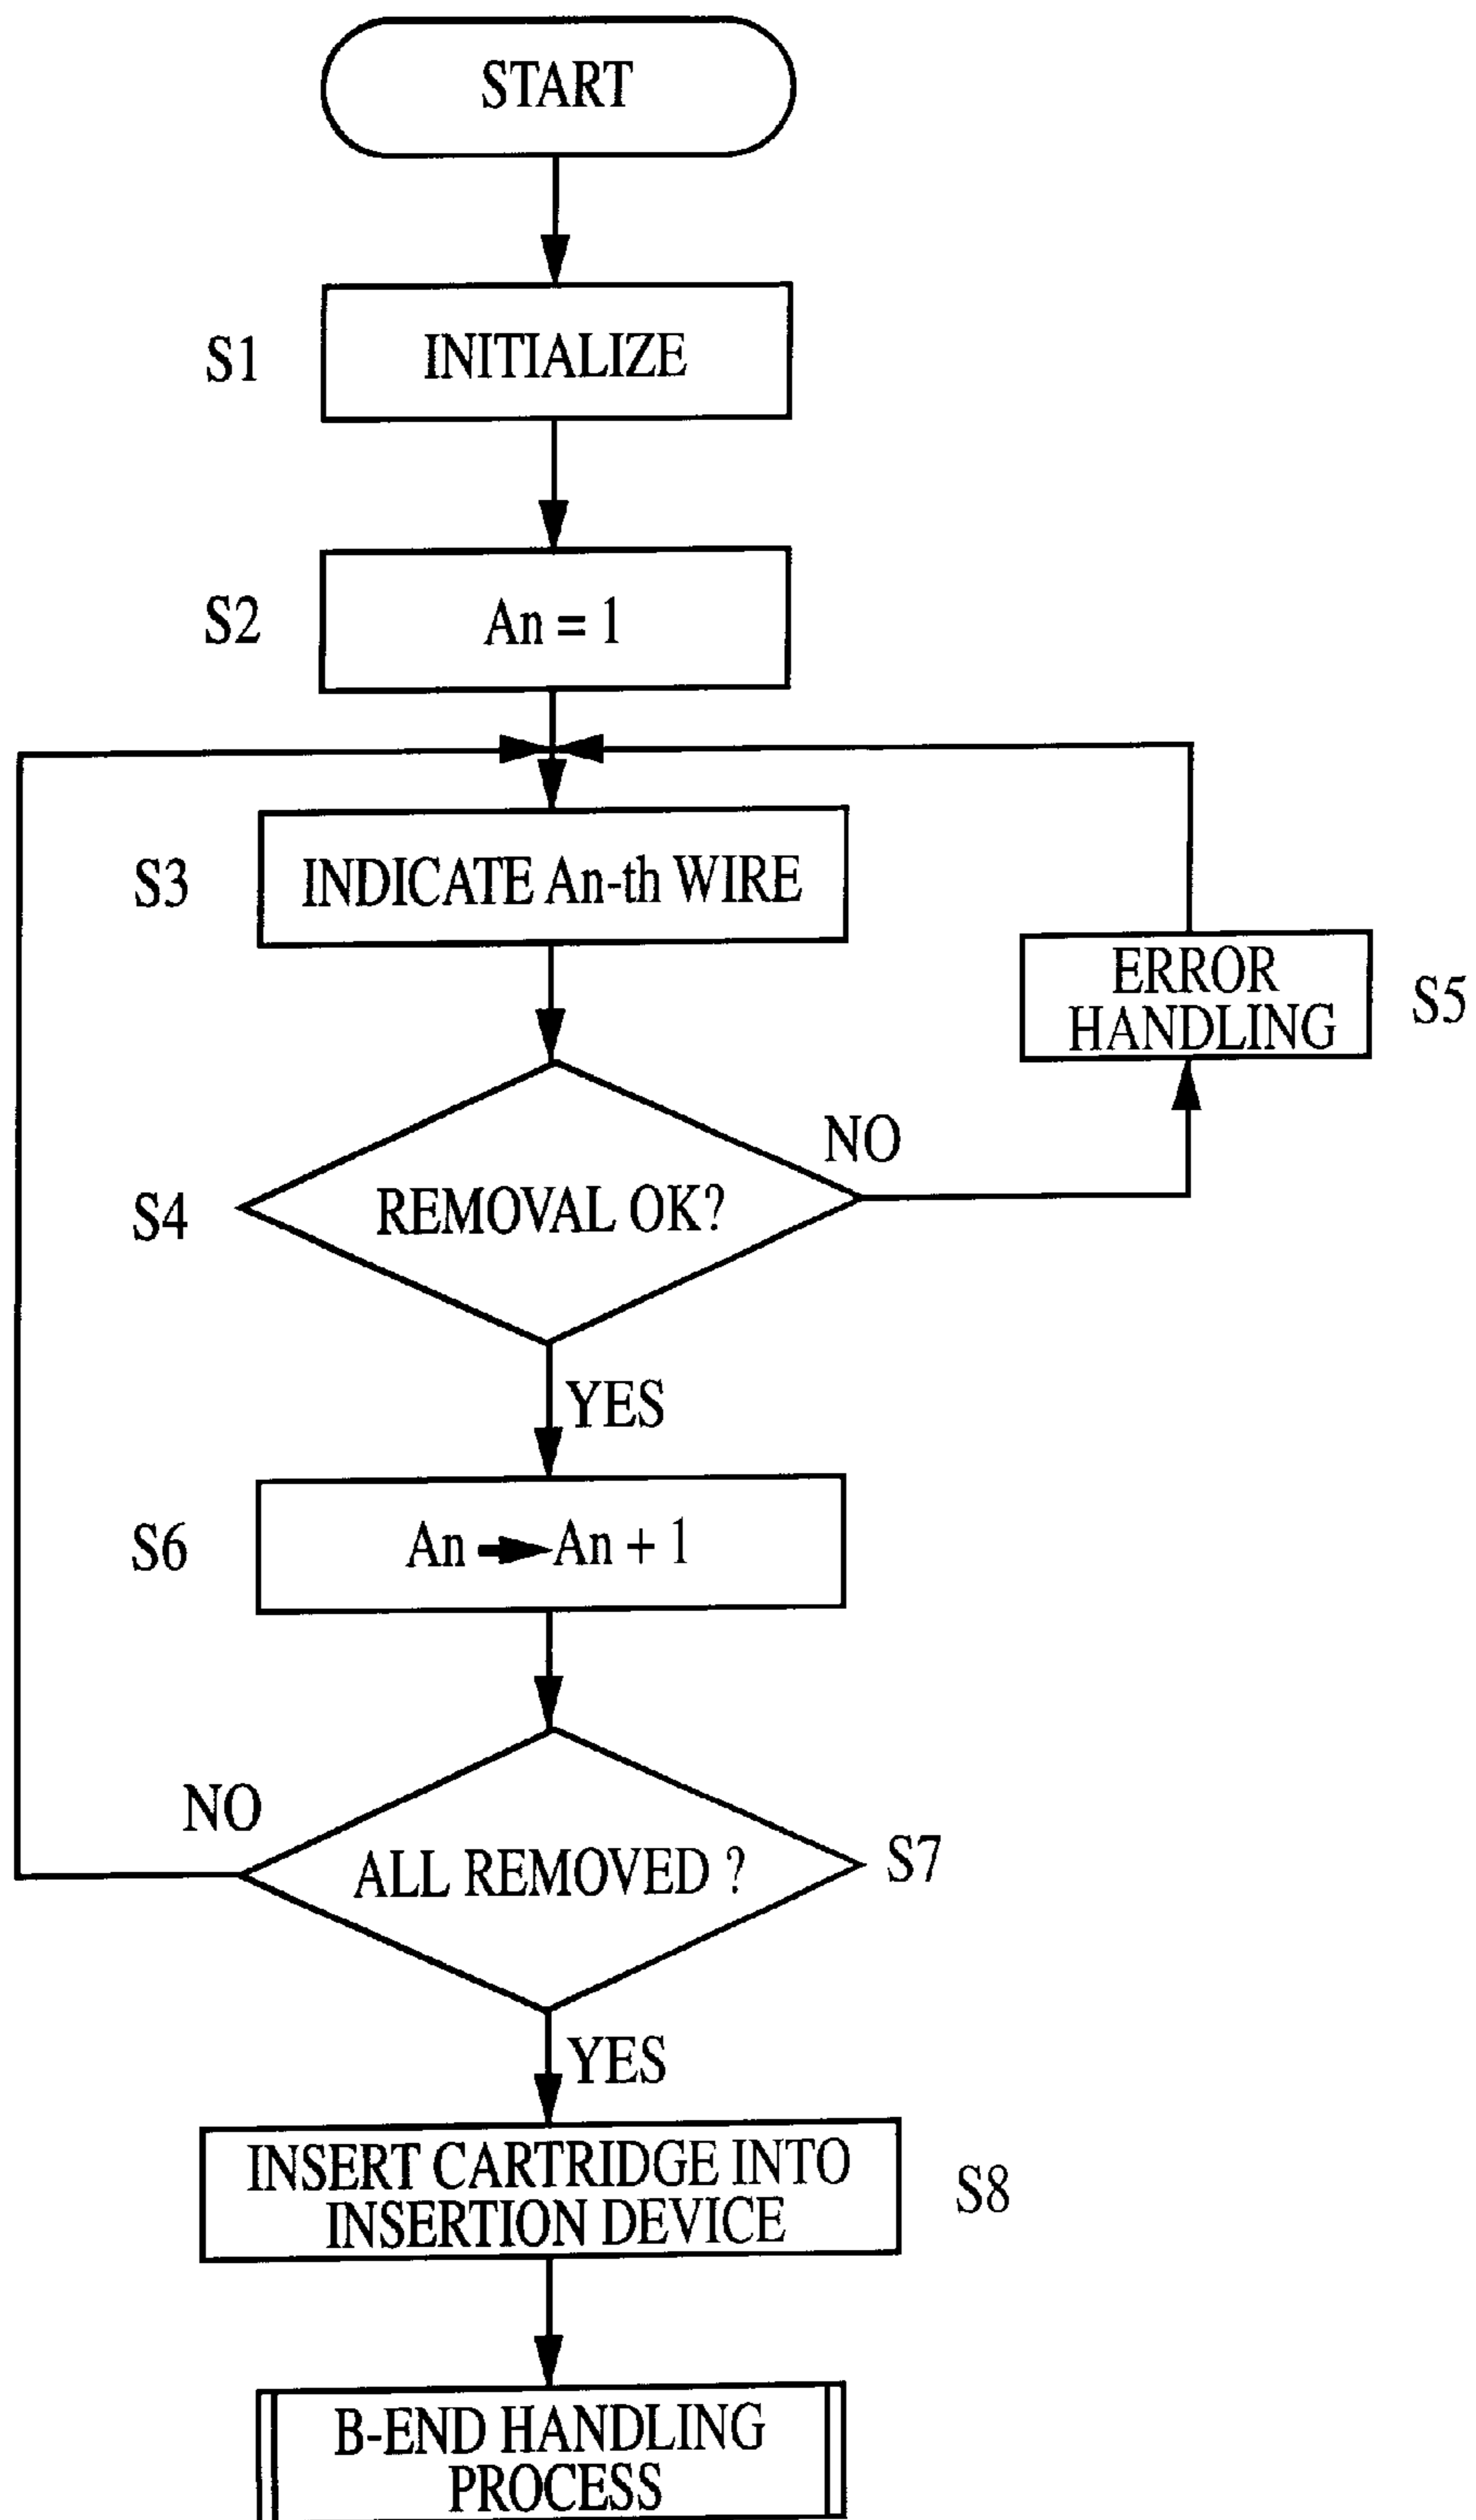 START
S1
INITIALIZE
S2
An = 1
S3
INDICATE An-th WIRE
ERROR
HANDLING
S5
NO
S4
REMOVAL OK?
YES
S6
An → An + 1
NO
ALL REMOVED ?
S7
YES
INSERT CARTRIDGE INTO
INSERTION DEVICE
S8
B-END HANDLING
PROCESS